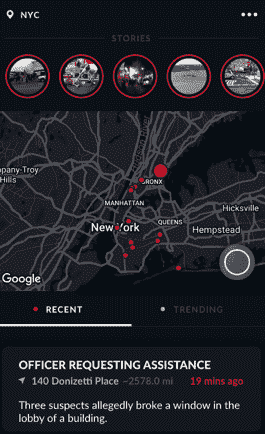 NYC
STORIES
pany-Troy
Hills
BRONX
MANHATTAN
Hicksville
New York
QUEENS
Hempstead
Google
RECENT
TRENDING
OFFICER REQUESTING ASSISTANCE
140 Donizetti Place ~2578.0 mi 19 mins ago
Three suspects allegedly broke a window in the
lobby of a building.